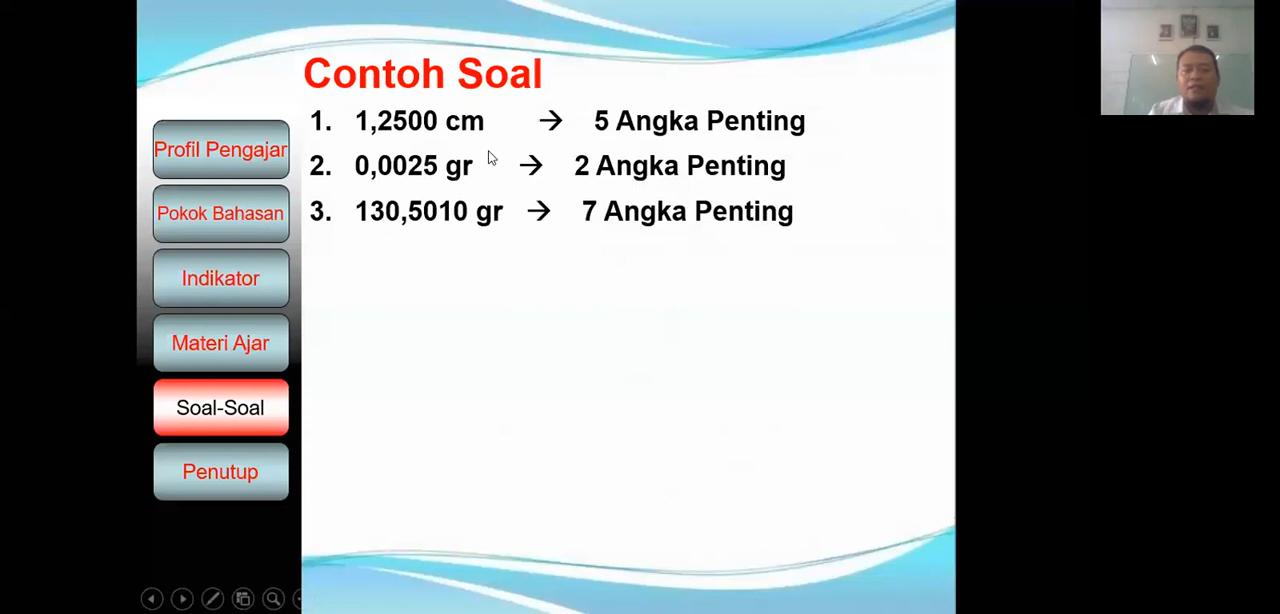 Contoh Soal
1. 1,2500 cm → 5 Angka Penting
2. 0,0025 gr → 2 Angka Penting
3. 130,5010 gr → 7 Angka Penting
Profil Pengajar
Pokok Bahasan
Indikator
Materi Ajar
Soal-Soal
Penutup